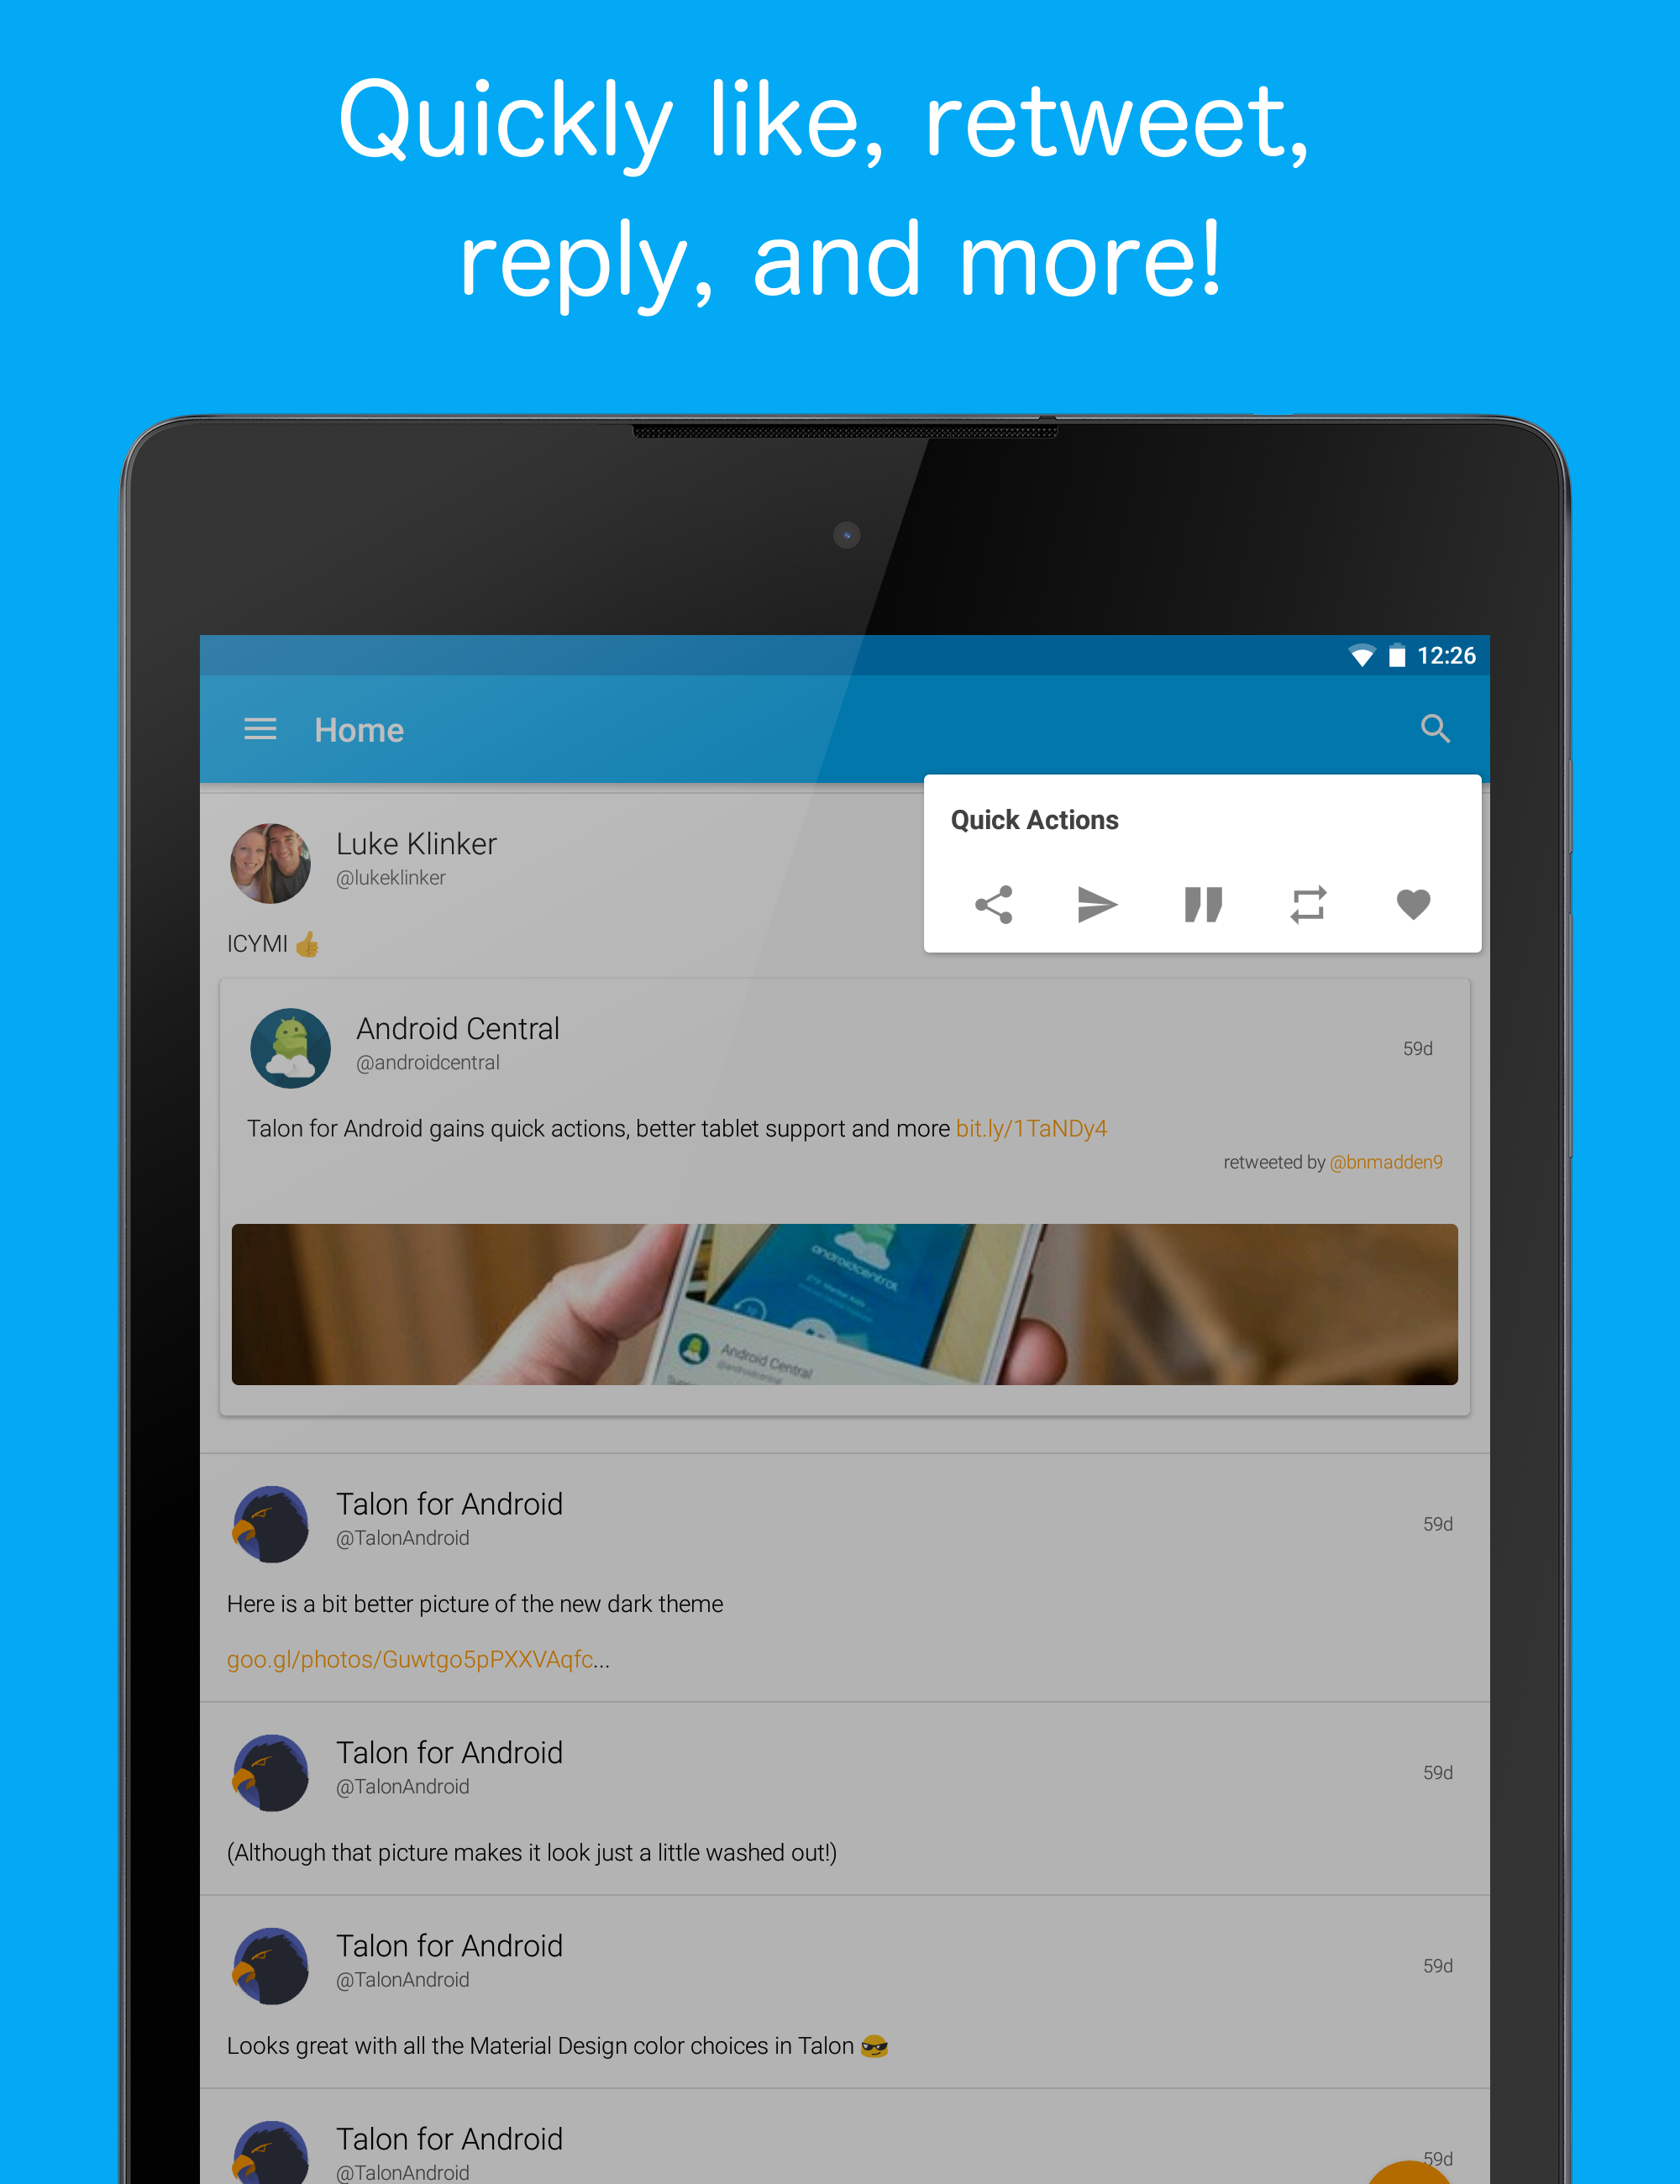 Quickly like, retweet,
reply, and more!
12:26
Home
Quick Actions
Luke Klinker
@lukeklinker
ICYMI 👍
Android Central
@androidcentral
59d
Talon for Android gains quick actions, better tablet support and more bit.ly/1TaNDy4
retweeted by @bnmadden9
androidcentral
Android Central
@androidcentral
Talon for Android
@TalonAndroid
59d
Here is a bit better picture of the new dark theme
goo.gl/photos/Guwtgo5pPXXVAqfc...
Talon for Android
@TalonAndroid
59d
(Although that picture makes it look just a little washed out!)
Talon for Android
@TalonAndroid
59d
Looks great with all the Material Design color choices in Talon 😎
Talon for Android
@TalonAndroid
59d